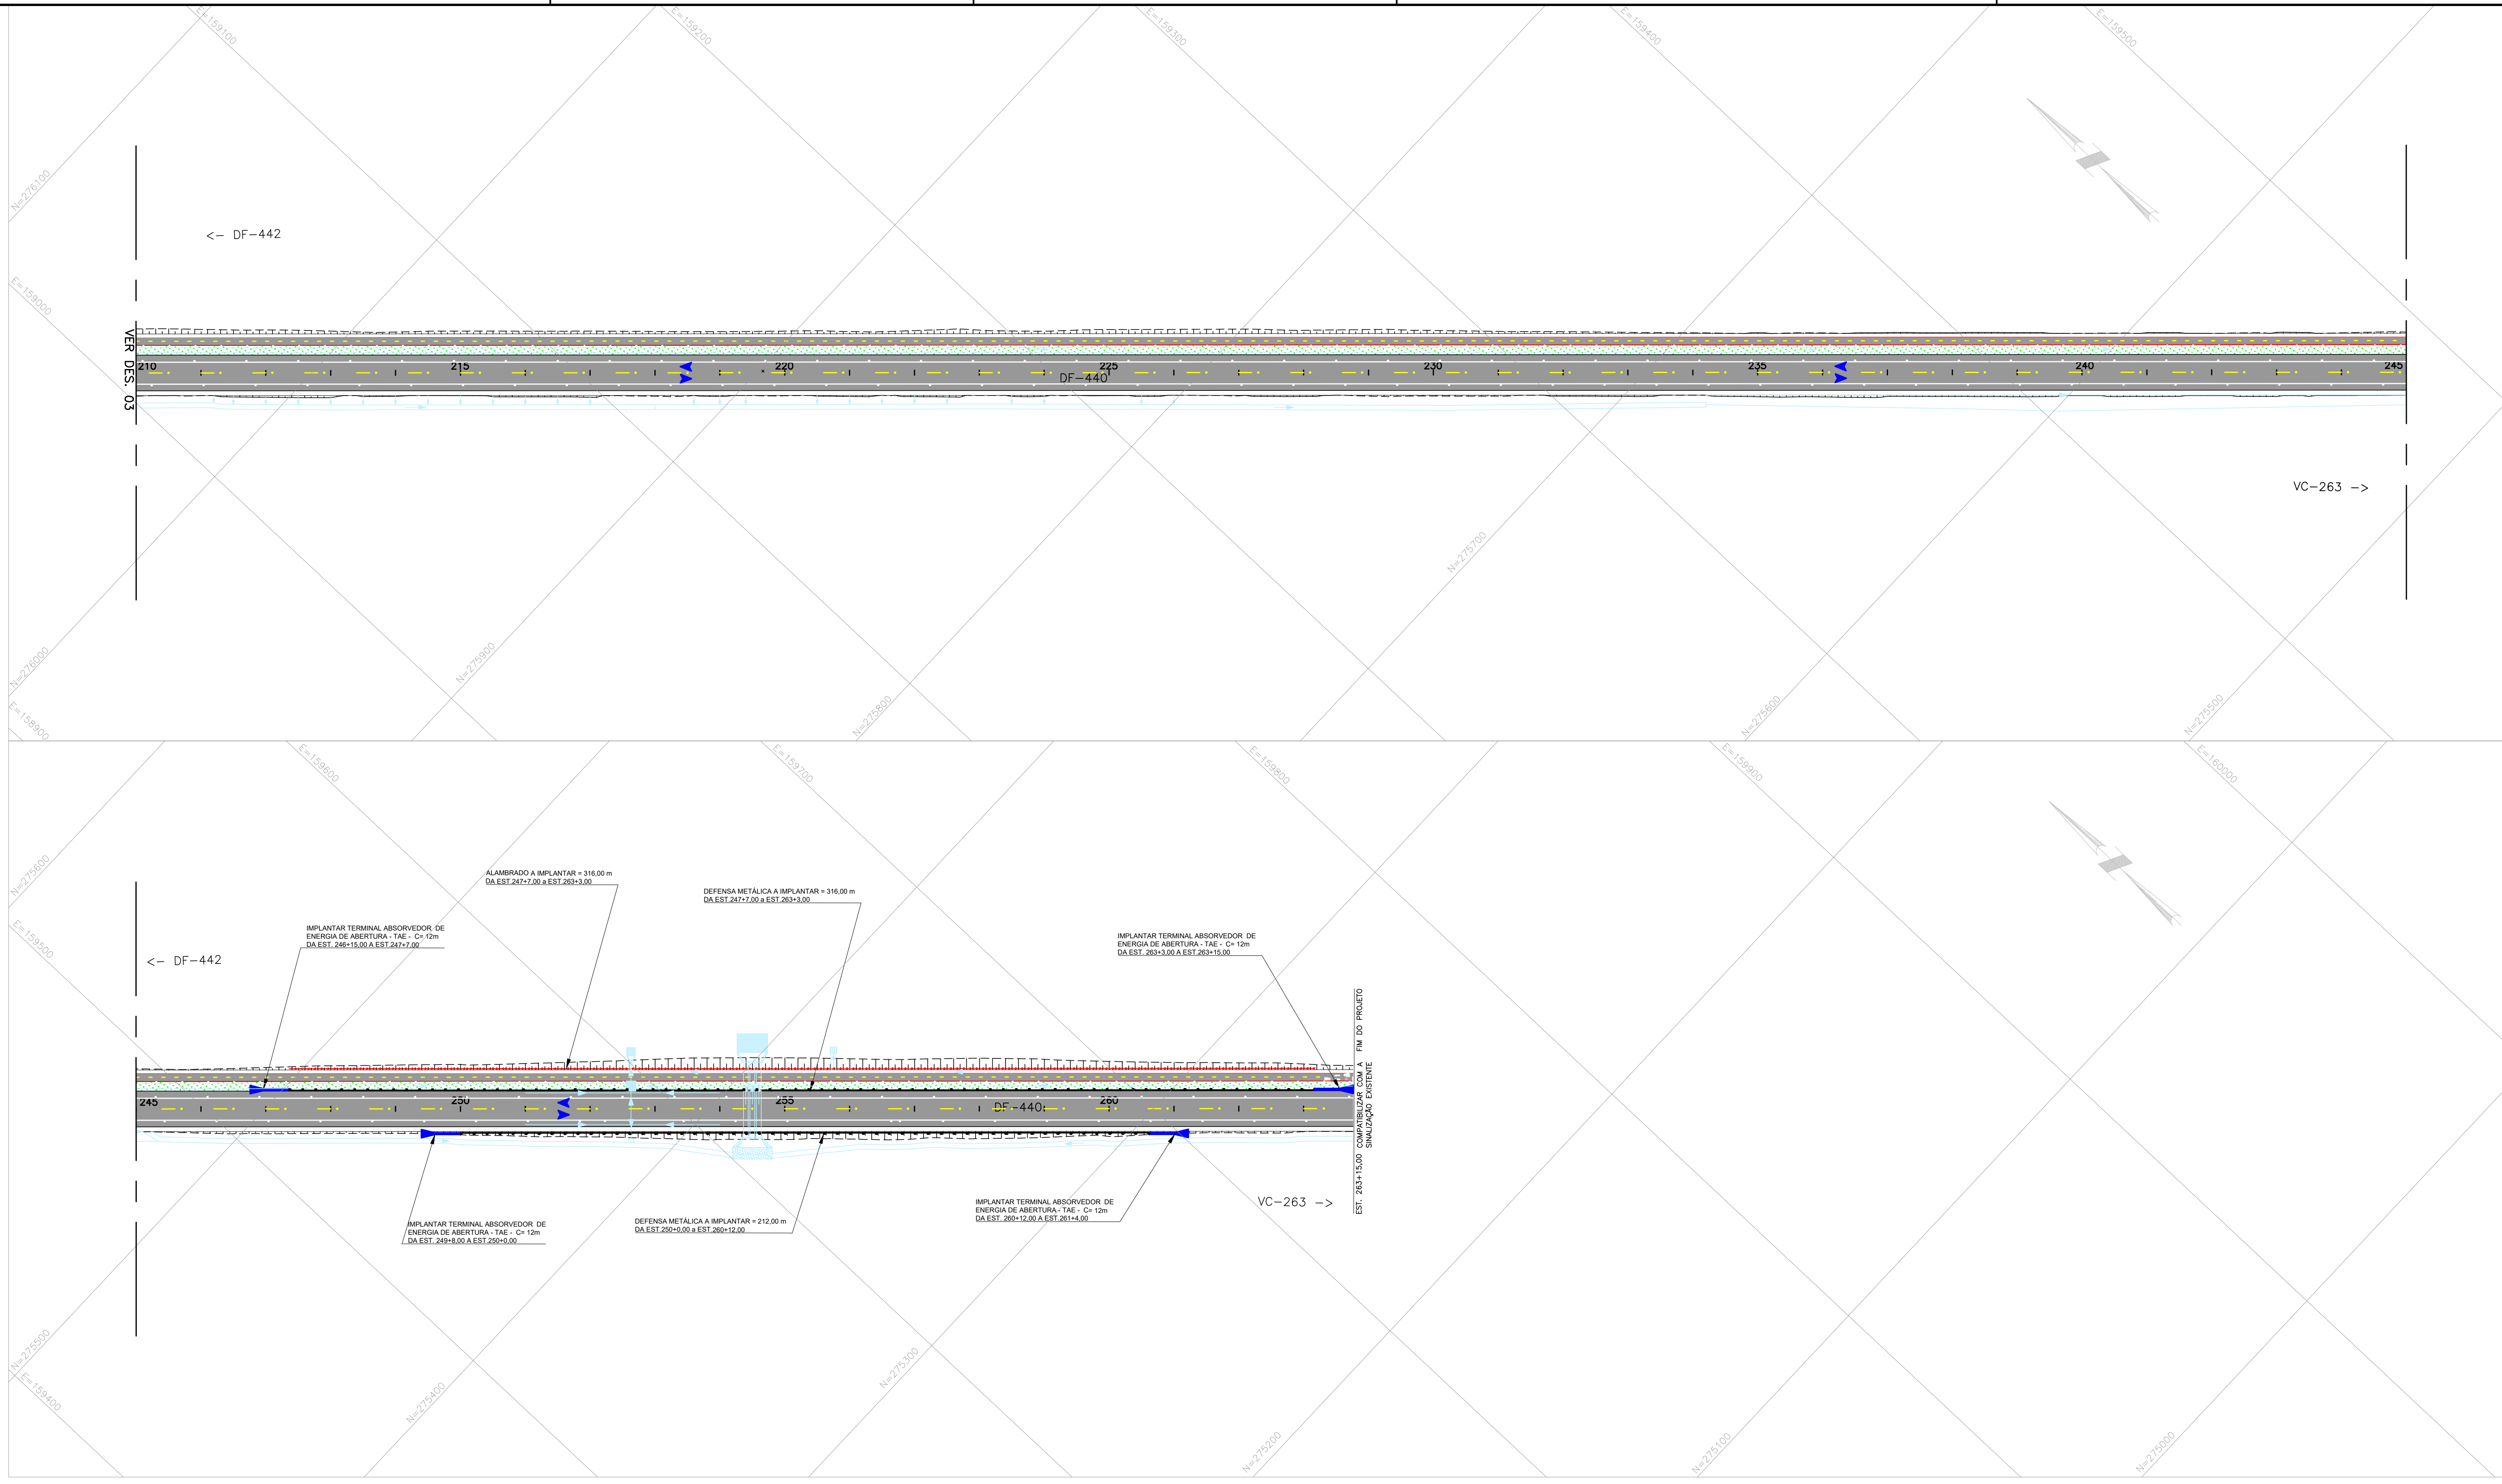 E=159100
E=159200
E=159300
E=159400
E=159500
N=276100
<- DF-442
E=159000
VER DES. 03
210
215
220
225
230
235
240
245
DF-440
VC-263 ->
N=275700
N=276000
N=275900
N=275800
N=275600
N=275500
E=158900
E=159600
E=159700
E=159800
E=159900
E=160000
N=275600
E=159500
ALAMBRADO A IMPLANTAR = 316,00 m
DA EST.247+7,00 a EST.263+3,00
DEFENSA METÁLICA A IMPLANTAR = 316,00 m
DA EST.247+7,00 a EST.263+3,00
IMPLANTAR TERMINAL ABSORVEDOR DE
ENERGIA DE ABERTURA - TAE - C= 12m
DA EST. 246+15,00 A EST.247+7,00
IMPLANTAR TERMINAL ABSORVEDOR DE
ENERGIA DE ABERTURA - TAE - C= 12m
DA EST. 263+3,00 A EST.263+15,00
<- DF-442
245
250
255
260
DF-440
EST. 263+15,00 COMPATIBILIZAR COM A FIM DO PROJETO
SINALIZAÇÃO EXISTENTE
VC-263 ->
IMPLANTAR TERMINAL ABSORVEDOR DE
ENERGIA DE ABERTURA - TAE - C= 12m
DA EST. 249+8,00 A EST.250+0,00
DEFENSA METÁLICA A IMPLANTAR = 212,00 m
DA EST.250+0,00 a EST.260+12,00
IMPLANTAR TERMINAL ABSORVEDOR DE
ENERGIA DE ABERTURA - TAE - C= 12m
DA EST. 260+12,00 A EST.261+4,00
N=275500
E=159400
N=275400
N=275300
N=275200
N=275100
N=275000